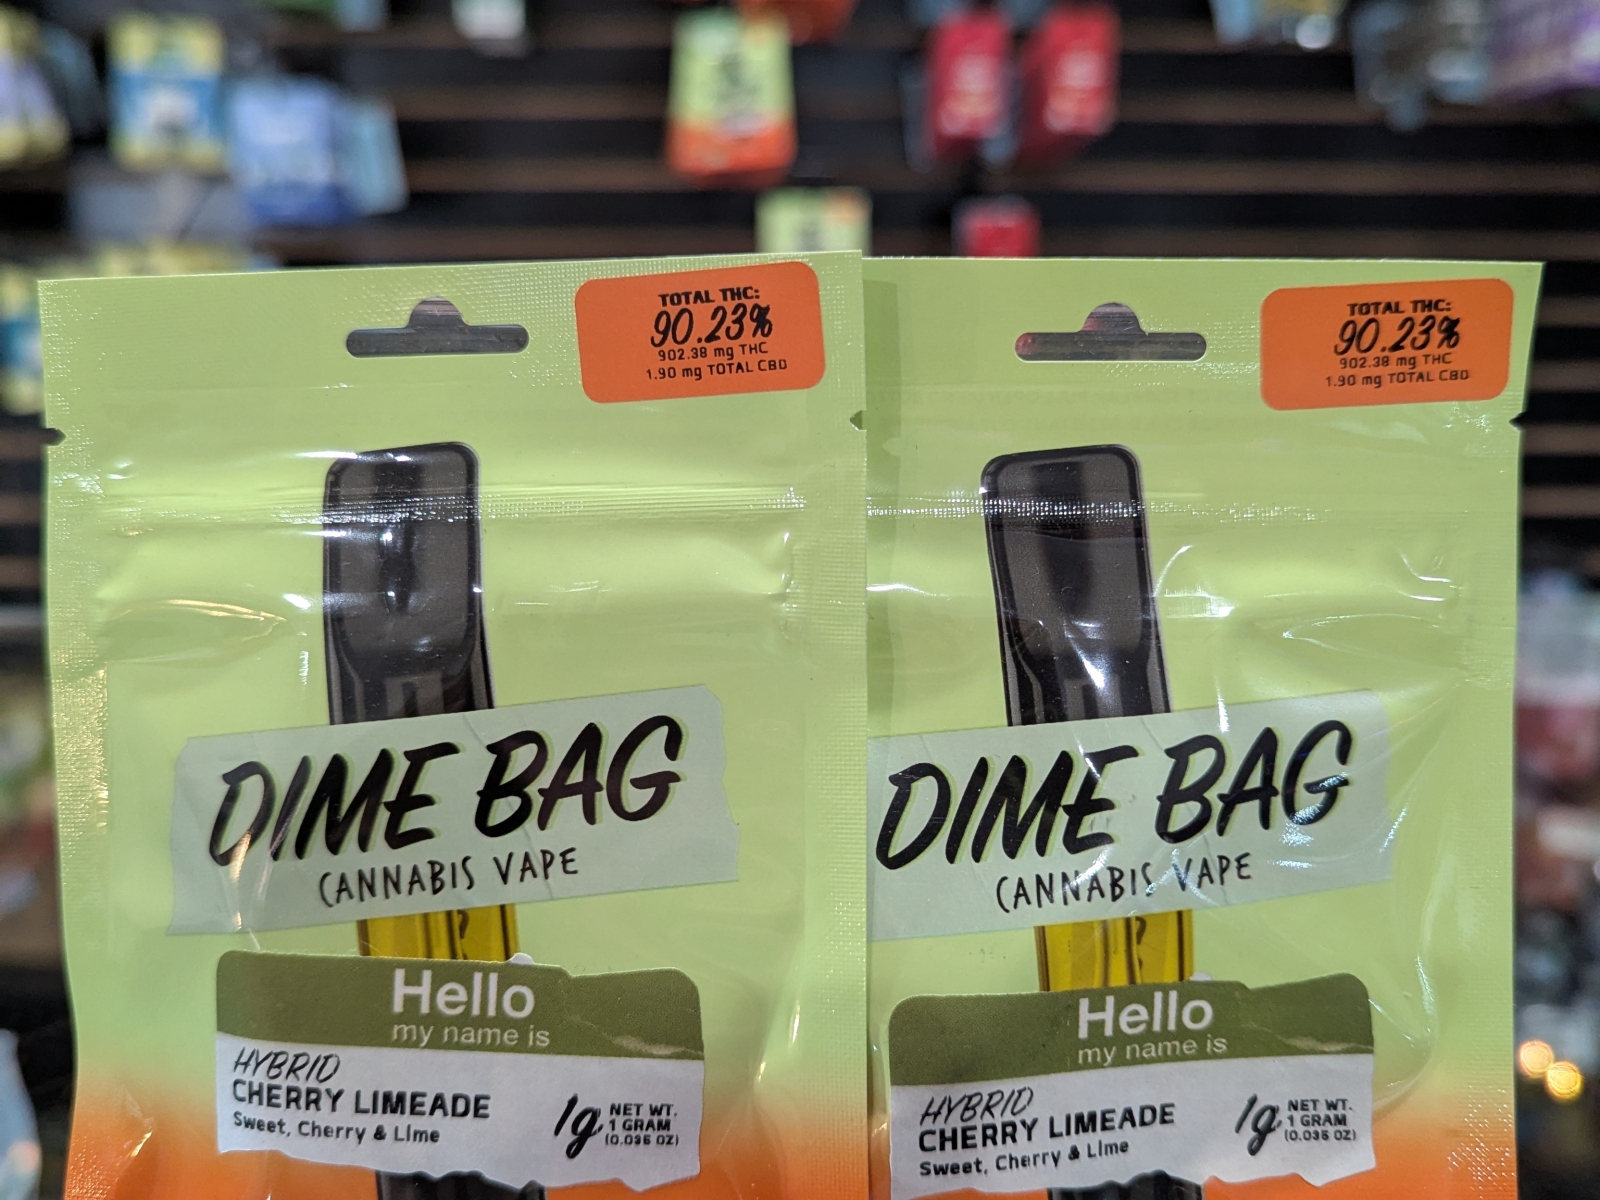 TOTAL THC:
90.23%
902.38 mg THC
1.90 mg TOTAL CBD
DIME BAG
CANNABIS VAPE
Hello
my name is
HYBRID
CHERRY LIMEADE
Sweet, Cherry & Lime
1g NET WT.
1 GRAM
(0.035 OZ)
TOTAL THC:
90.23%
902.38 mg THC
1.90 mg TOTAL CBD
DIME BAG
CANNABIS VAPE
Hello
my name is
HYBRID
CHERRY LIMEADE
Sweet, Cherry & Lime
1g NET WT.
1 GRAM
(0.035 OZ)